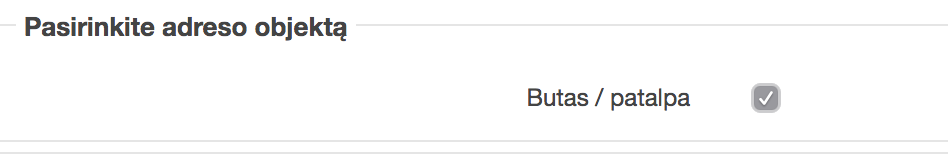 Pasirinkite adreso objektą
Butas / patalpa